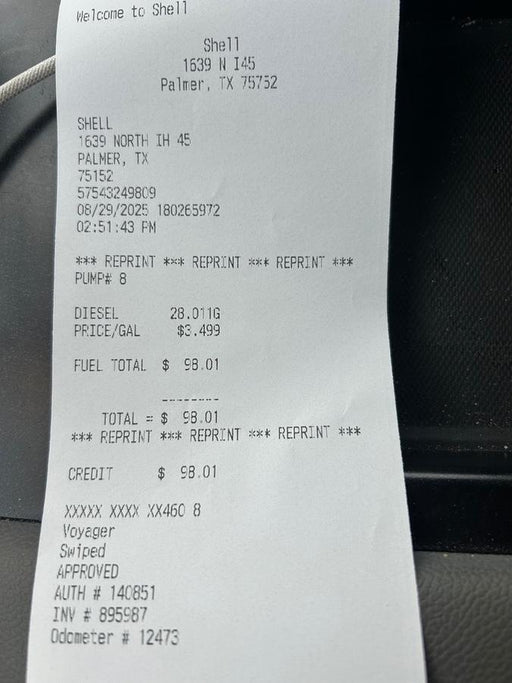 Welcome to Shell
Shell
1639 N I45
Palmer, TX 75752
SHELL
1639 NORTH IH 45
PALMER, TX
75152
57543249809
08/29/2025 180265972
02:51:43 PM
*** REPRINT *** REPRINT *** REPRINT ***
PUMP# 8
DIESEL 28.011G
PRICE/GAL $3.499
FUEL TOTAL $ 98.01
--------
TOTAL = $ 98.01
*** REPRINT *** REPRINT *** REPRINT ***
CREDIT $ 98.01
XXXXX XXXX XX460 8
Voyager
Swiped
APPROVED
AUTH # 140851
INV # 895987
Odometer # 12473